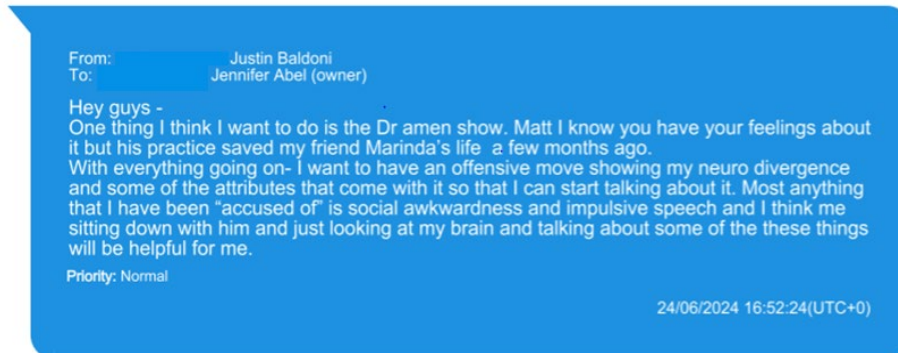 From: Justin Baldoni
To: Jennifer Abel (owner)
Hey guys -
One thing I think I want to do is the Dr amen show. Matt I know you have your feelings about
it but his practice saved my friend Marinda's life a few months ago.
With everything going on- I want to have an offensive move showing my neuro divergence
and some of the attributes that come with it so that I can start talking about it. Most anything
that I have been “accused of” is social awkwardness and impulsive speech and I think me
sitting down with him and just looking at my brain and talking about some of the these things
will be helpful for me.
Priority: Normal
24/06/2024 16:52:24(UTC+0)